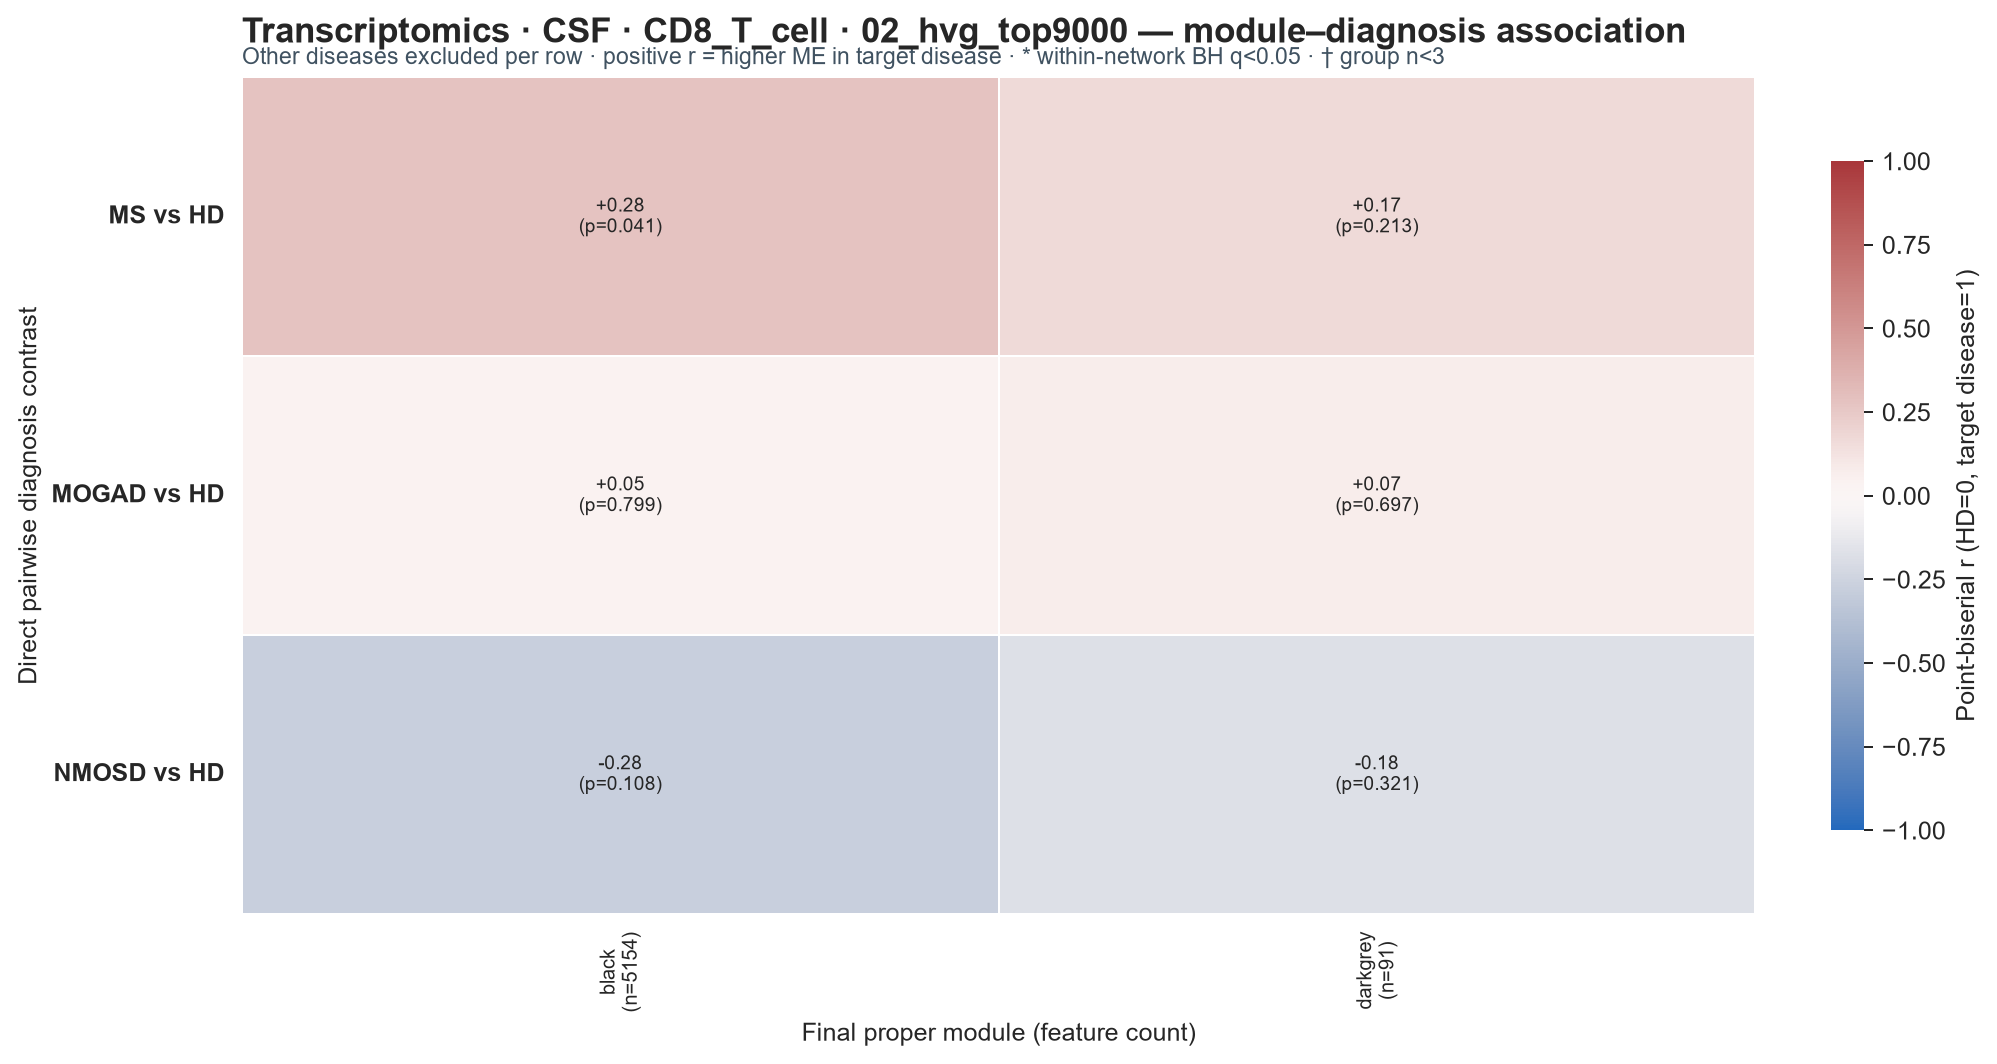 Transcriptomics · CSF · CD8_T_cell · 02_hvg_top9000 — module–diagnosis association
Other diseases excluded per row · positive r = higher ME in target disease · * within-network BH q<0.05 · † group n<3
Direct pairwise diagnosis contrast
MS vs HD
+0.28
(p=0.041)
+0.17
(p=0.213)
MOGAD vs HD
+0.05
(p=0.799)
+0.07
(p=0.697)
NMOSD vs HD
-0.28
(p=0.108)
-0.18
(p=0.321)
black
(n=5154)
darkgrey
(n=91)
Final proper module (feature count)
1.00
0.75
0.50
0.25
0.00
−0.25
−0.50
−0.75
−1.00
Point-biserial r (HD=0, target disease=1)